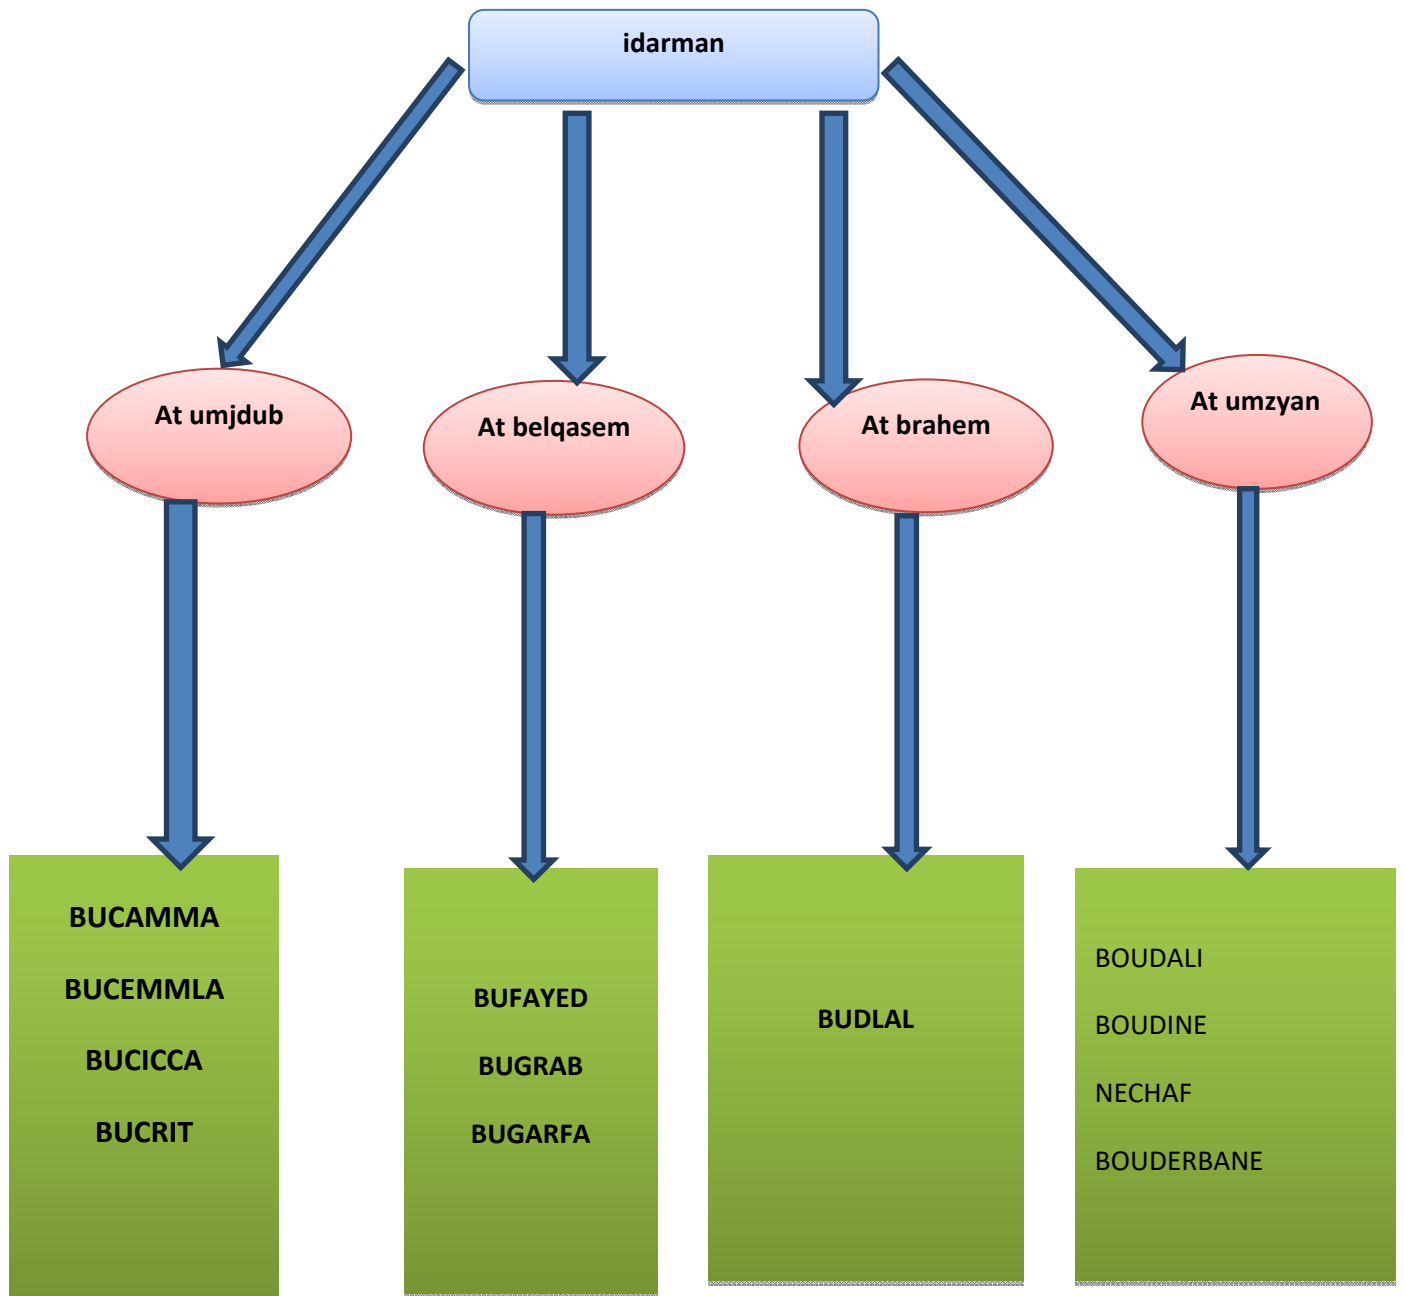 idarman
At umjdub
At belqasem
At brahem
At umzyan
BUCAMMA
BUCEMMLA
BUCICCA
BUCRIT
BUFAYED
BUGRAB
BUGARFA
BUDLAL
BOUDALI
BOUDINE
NECHAF
BOUDERBANE